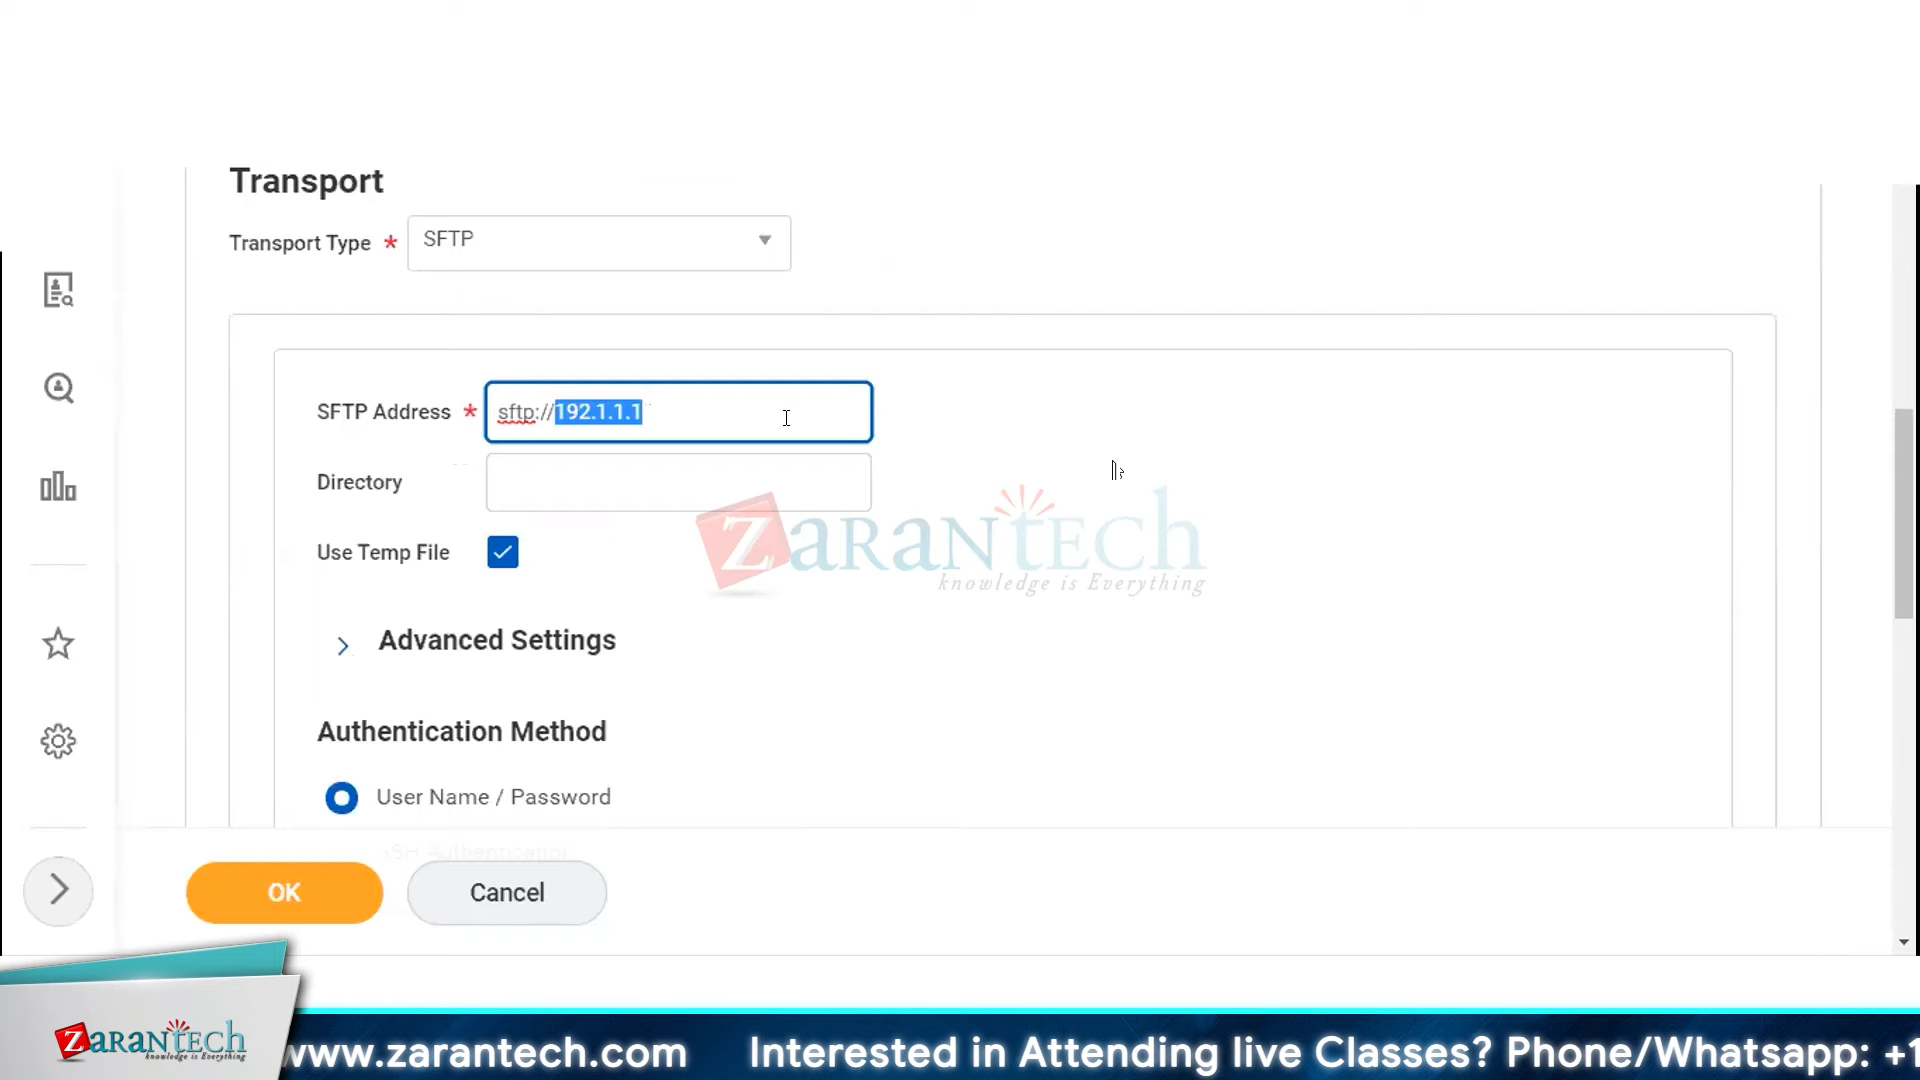 Transport
Transport Type * SFTP
SFTP Address * sftp://192.1.1.1
Directory
Use Temp File
ZARANTECH
knowledge is Everything
Advanced Settings
Authentication Method
User Name / Password
SH Authentication
OK Cancel
ZARANTECH
knowledge is Everything
www.zarantech.com Interested in Attending live Classes? Phone/Whatsapp: +1